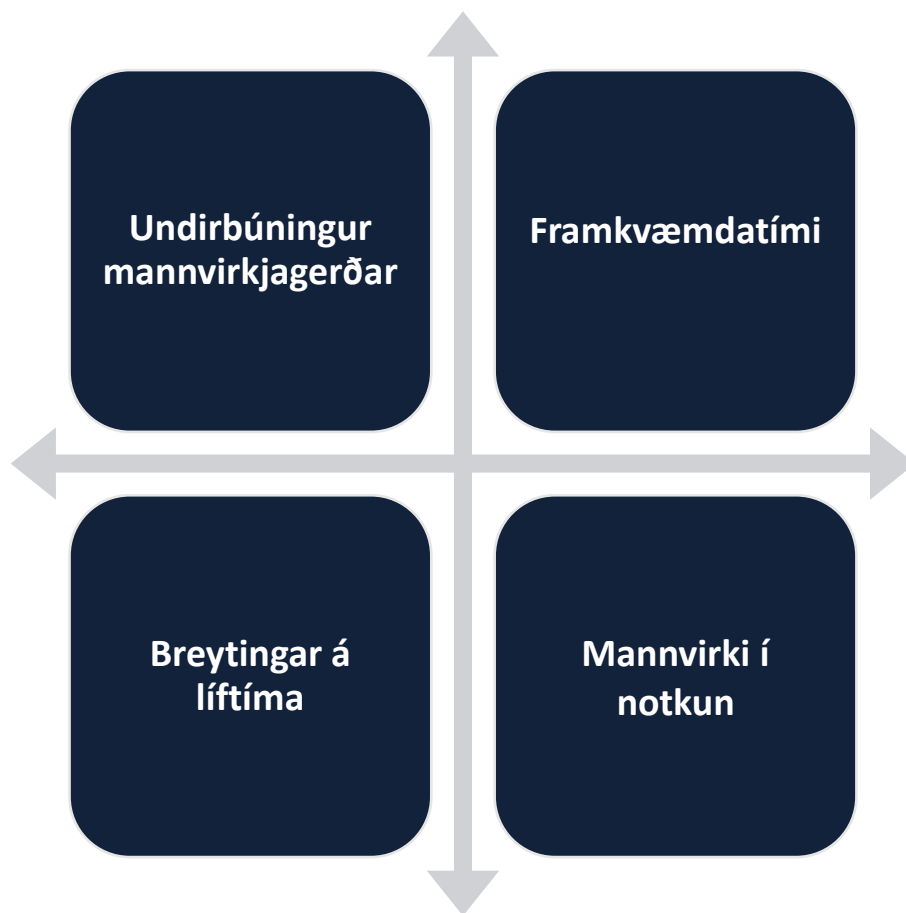 Undirbúningur
mannvirkjagerðar
Framkvæmdatími
Breytingar á
líftíma
Mannvirki í
notkun